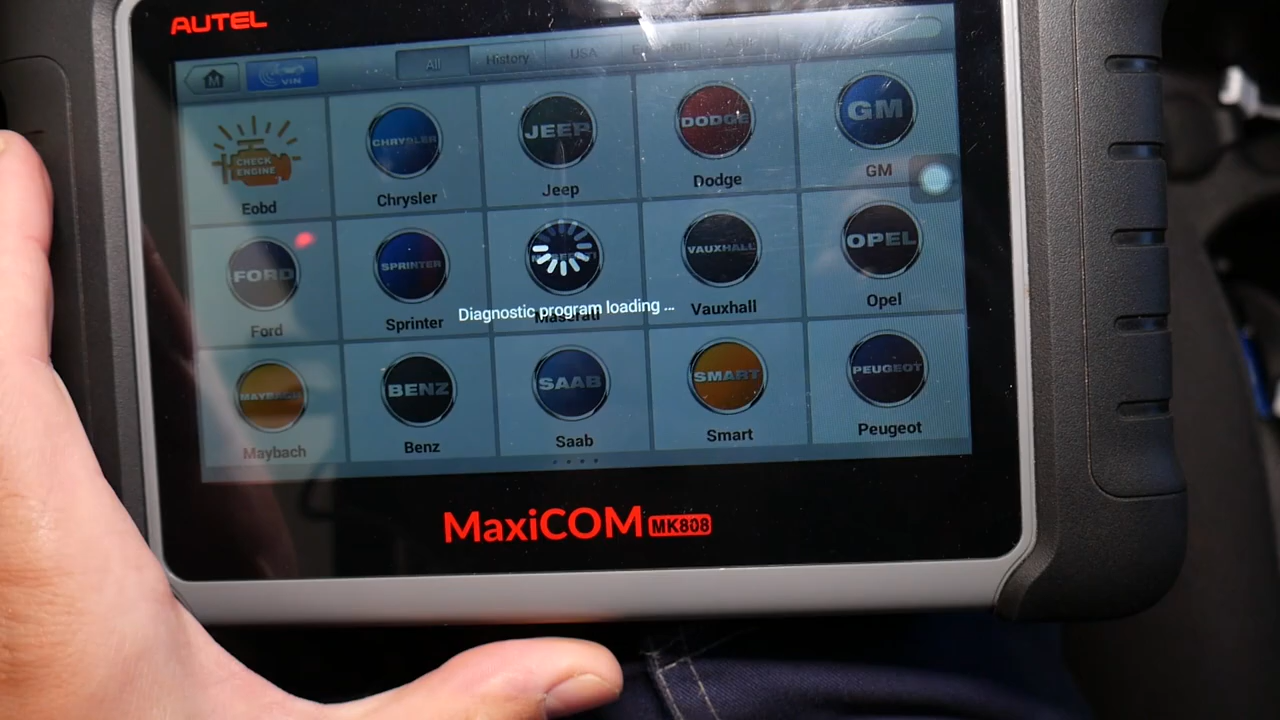 AUTEL
VIN
All
History
USA
CHECK
ENGINE
Eobd
CHRYSLER
Chrysler
JEEP
Jeep
DODGE
Dodge
GM
GM
FORD
Ford
SPRINTER
Sprinter
Diagnostic program loading ...
Maserati
VAUXHALL
Vauxhall
OPEL
Opel
MAYBACH
Maybach
BENZ
Benz
SAAB
Saab
SMART
Smart
PEUGEOT
Peugeot
MaxiCOM MK808